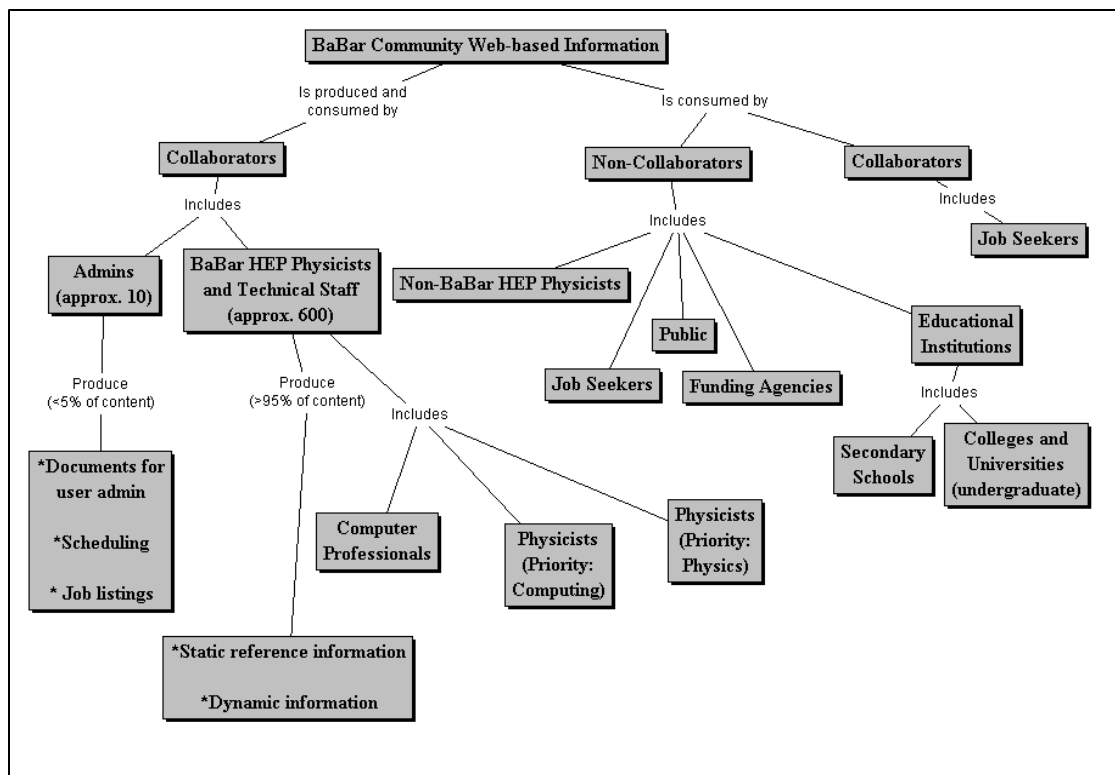 BaBar Community Web-based Information
Is produced and
consumed by
Is consumed by
Collaborators
Non-Collaborators
Collaborators
Includes
Includes
Includes
Job Seekers
Admins
(approx. 10)
BaBar HEP Physicists
and Technical Staff
(approx. 600)
Non-BaBar HEP Physicists
Public
Educational
Institutions
Job Seekers
Funding Agencies
Produce
(<5% of content)
Produce
(>95% of content)
Includes
Includes
Secondary
Schools
Colleges and
Universities
(undergraduate)
*Documents for
user admin
*Scheduling
* Job listings
Computer
Professionals
Physicists
(Priority:
Computing)
Physicists
(Priority:
Physics)
*Static reference information
*Dynamic information